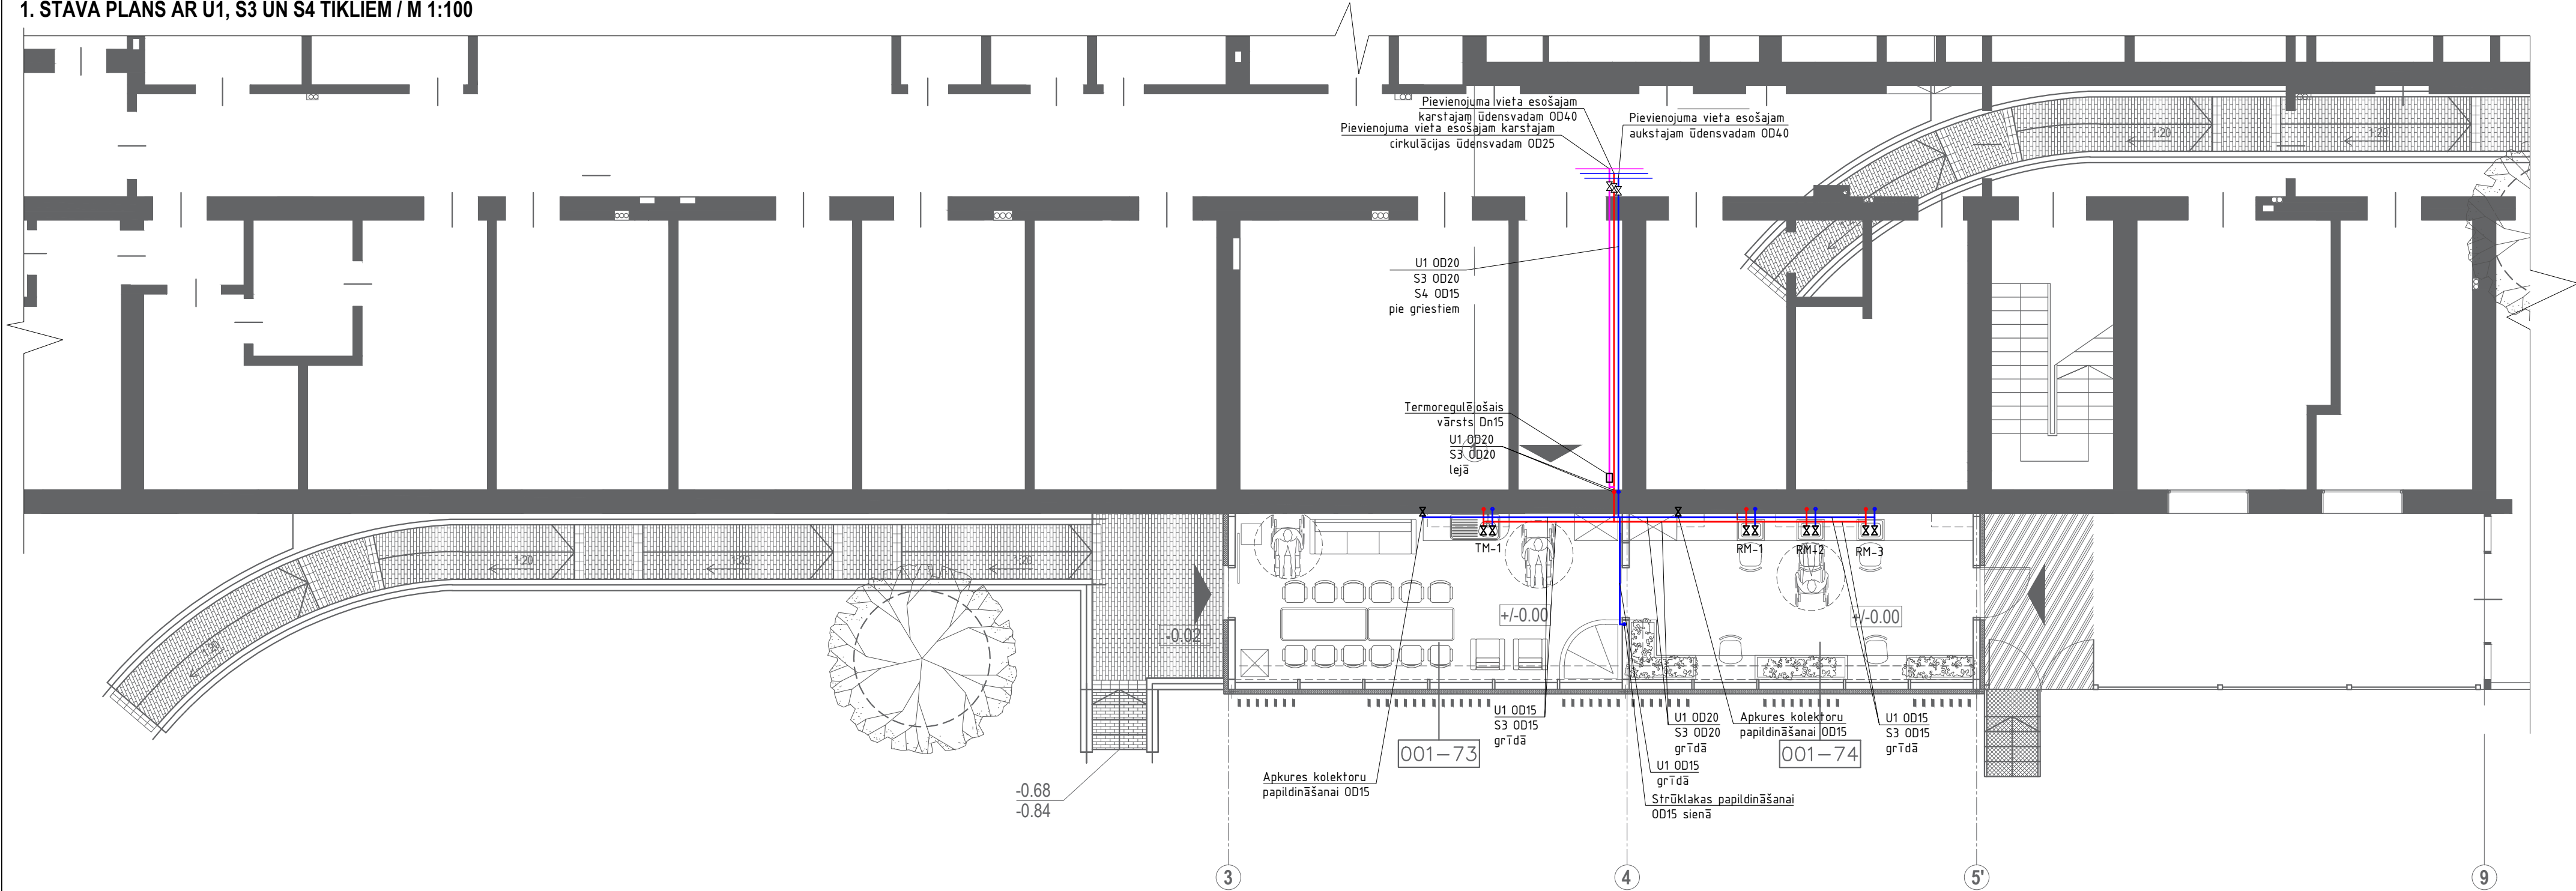 1. STĀVA PLĀNS AR U1, S3 UN S4 TĪKLIEM / M 1:100
Pievienojuma vieta esošajam
karstajam ūdensvadam OD40
Pievienojuma vieta esošajam karstajam
cirkulācijas ūdensvadam OD25
Pievienojuma vieta esošajam
aukstajam ūdensvadam OD40
1:20
1:20
U1 OD20
S3 OD20
S4 OD15
pie griestiem
Termoregulējošais
vārsts Dn15
U1 OD20
S3 OD20
lejā
1
1:20
1:20
1:20
1:20
TM-1
RM-1
RM-2
RM-3
+/-0.00
+/-0.00
-0.02
U1 OD15
S3 OD15
grīdā
U1 OD20
S3 OD20
grīdā
Apkures kolektoru
papildināšanai OD15
U1 OD15
S3 OD15
grīdā
001-73
001-74
U1 OD15
grīdā
Apkures kolektoru
papildināšanai OD15
Strūklakas papildināšanai
OD15 sienā
-0.68
-0.84
3
4
5'
9